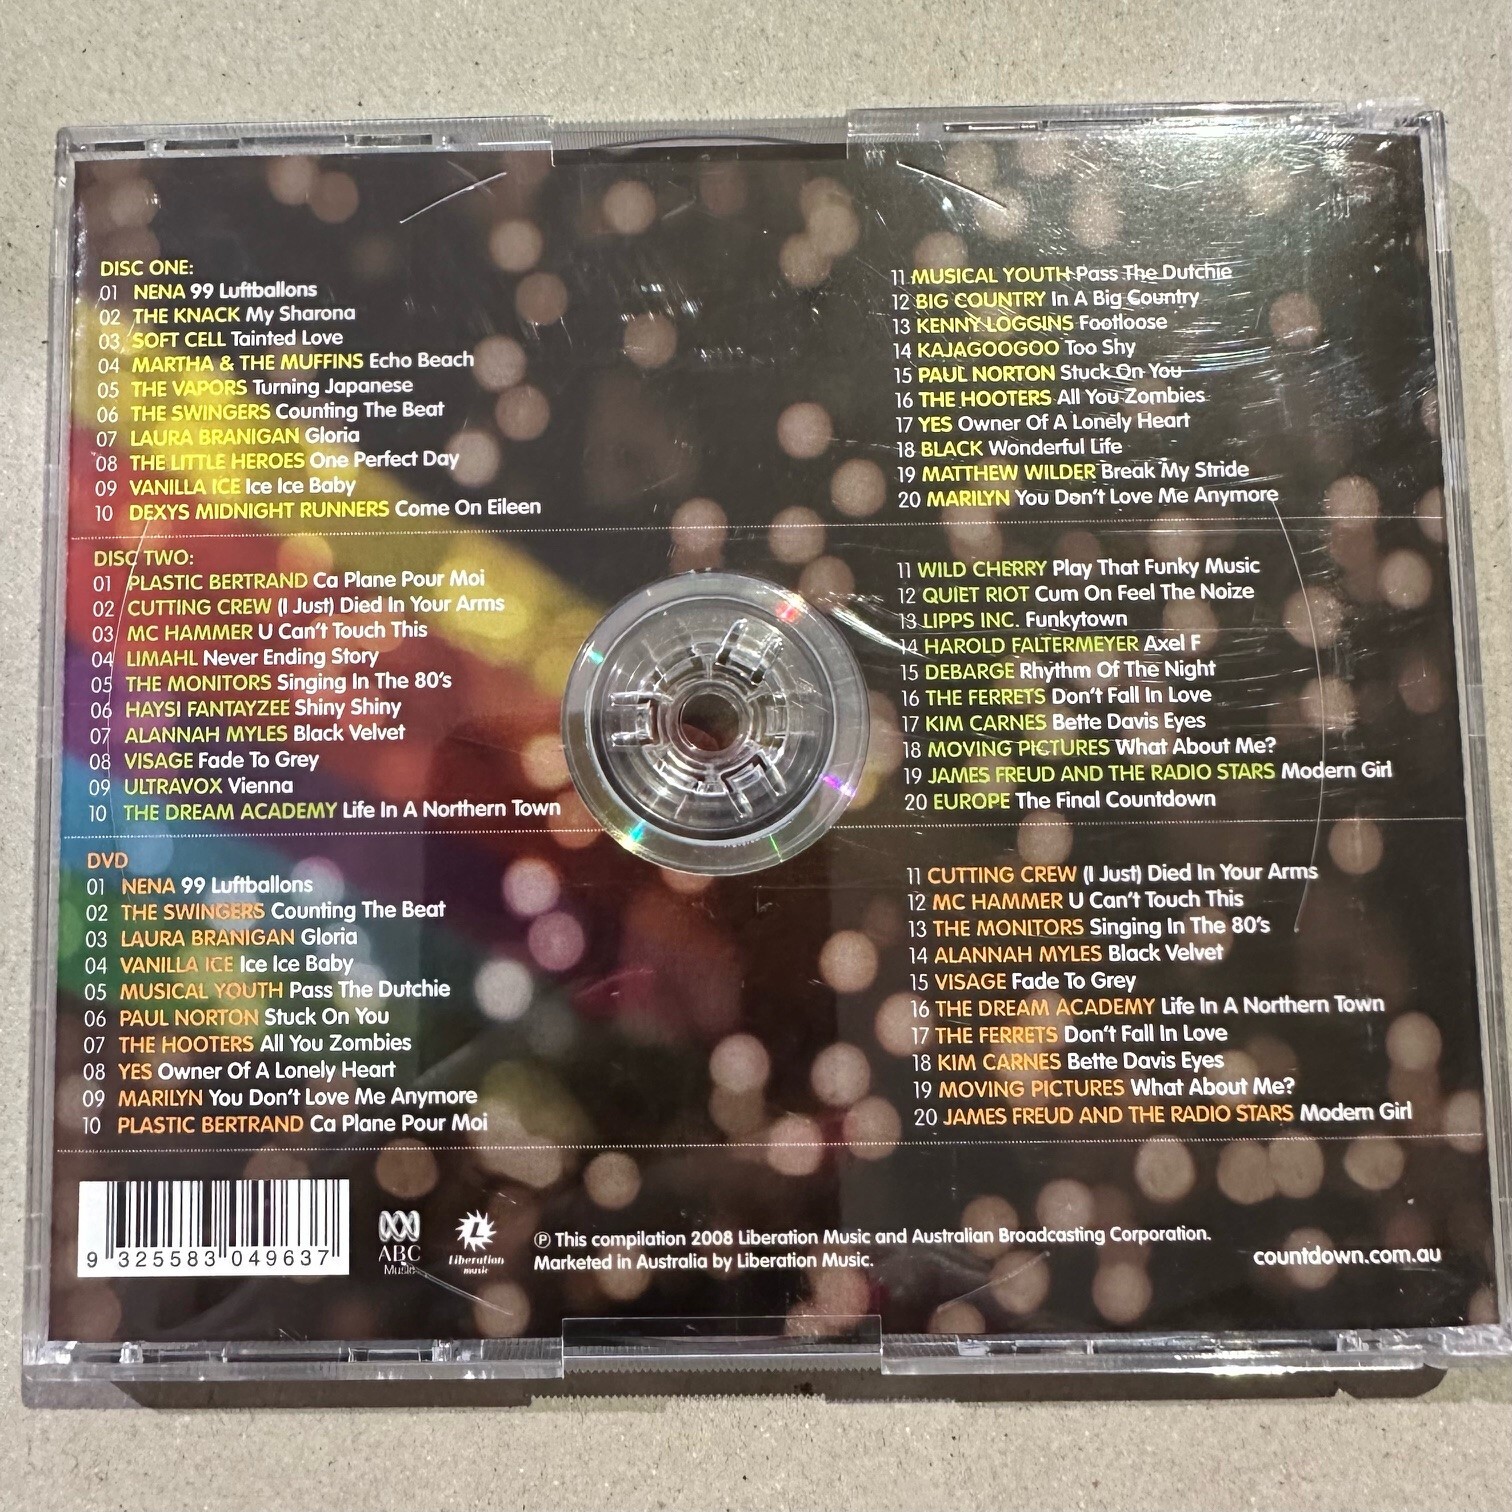 DISC ONE:
01 NENA 99 Luftballons
02 THE KNACK My Sharona
03 SOFT CELL Tainted Love
04 MARTHA & THE MUFFINS Echo Beach
05 THE VAPORS Turning Japanese
06 THE SWINGERS Counting The Beat
07 LAURA BRANIGAN Gloria
08 THE LITTLE HEROES One Perfect Day
09 VANILLA ICE Ice Ice Baby
10 DEXYS MIDNIGHT RUNNERS Come On Eileen
11 MUSICAL YOUTH Pass The Dutchie
12 BIG COUNTRY In A Big Country
13 KENNY LOGGINS Footloose
14 KAJAGOOGOO Too Shy
15 PAUL NORTON Stuck On You
16 THE HOOTERS All You Zombies
17 YES Owner Of A Lonely Heart
18 BLACK Wonderful Life
19 MATTHEW WILDER Break My Stride
20 MARILYN You Don't Love Me Anymore
DISC TWO:
01 PLASTIC BERTRAND Ca Plane Pour Moi
02 CUTTING CREW (I Just) Died In Your Arms
03 MC HAMMER U Can't Touch This
04 LIMAHL Never Ending Story
05 THE MONITORS Singing In The 80's
06 HAYSI FANTAYZEE Shiny Shiny
07 ALANNAH MYLES Black Velvet
08 VISAGE Fade To Grey
09 ULTRAVOX Vienna
10 THE DREAM ACADEMY Life In A Northern Town
11 WILD CHERRY Play That Funky Music
12 QUIET RIOT Cum On Feel The Noize
13 LIPPS INC. Funkytown
14 HAROLD FALTERMEYER Axel F
15 DEBARGE Rhythm Of The Night
16 THE FERRETS Don't Fall In Love
17 KIM CARNES Bette Davis Eyes
18 MOVING PICTURES What About Me?
19 JAMES FREUD AND THE RADIO STARS Modern Girl
20 EUROPE The Final Countdown
DVD
01 NENA 99 Luftballons
02 THE SWINGERS Counting The Beat
03 LAURA BRANIGAN Gloria
04 VANILLA ICE Ice Ice Baby
05 MUSICAL YOUTH Pass The Dutchie
06 PAUL NORTON Stuck On You
07 THE HOOTERS All You Zombies
08 YES Owner Of A Lonely Heart
09 MARILYN You Don't Love Me Anymore
10 PLASTIC BERTRAND Ca Plane Pour Moi
11 CUTTING CREW (I Just) Died In Your Arms
12 MC HAMMER U Can't Touch This
13 THE MONITORS Singing In The 80's
14 ALANNAH MYLES Black Velvet
15 VISAGE Fade To Grey
16 THE DREAM ACADEMY Life In A Northern Town
17 THE FERRETS Don't Fall In Love
18 KIM CARNES Bette Davis Eyes
19 MOVING PICTURES What About Me?
20 JAMES FREUD AND THE RADIO STARS Modern Girl
9 325583 049637
ABC
Music
L
Liberation
music
℗ This compilation 2008 Liberation Music and Australian Broadcasting Corporation.
Marketed in Australia by Liberation Music.
countdown.com.au